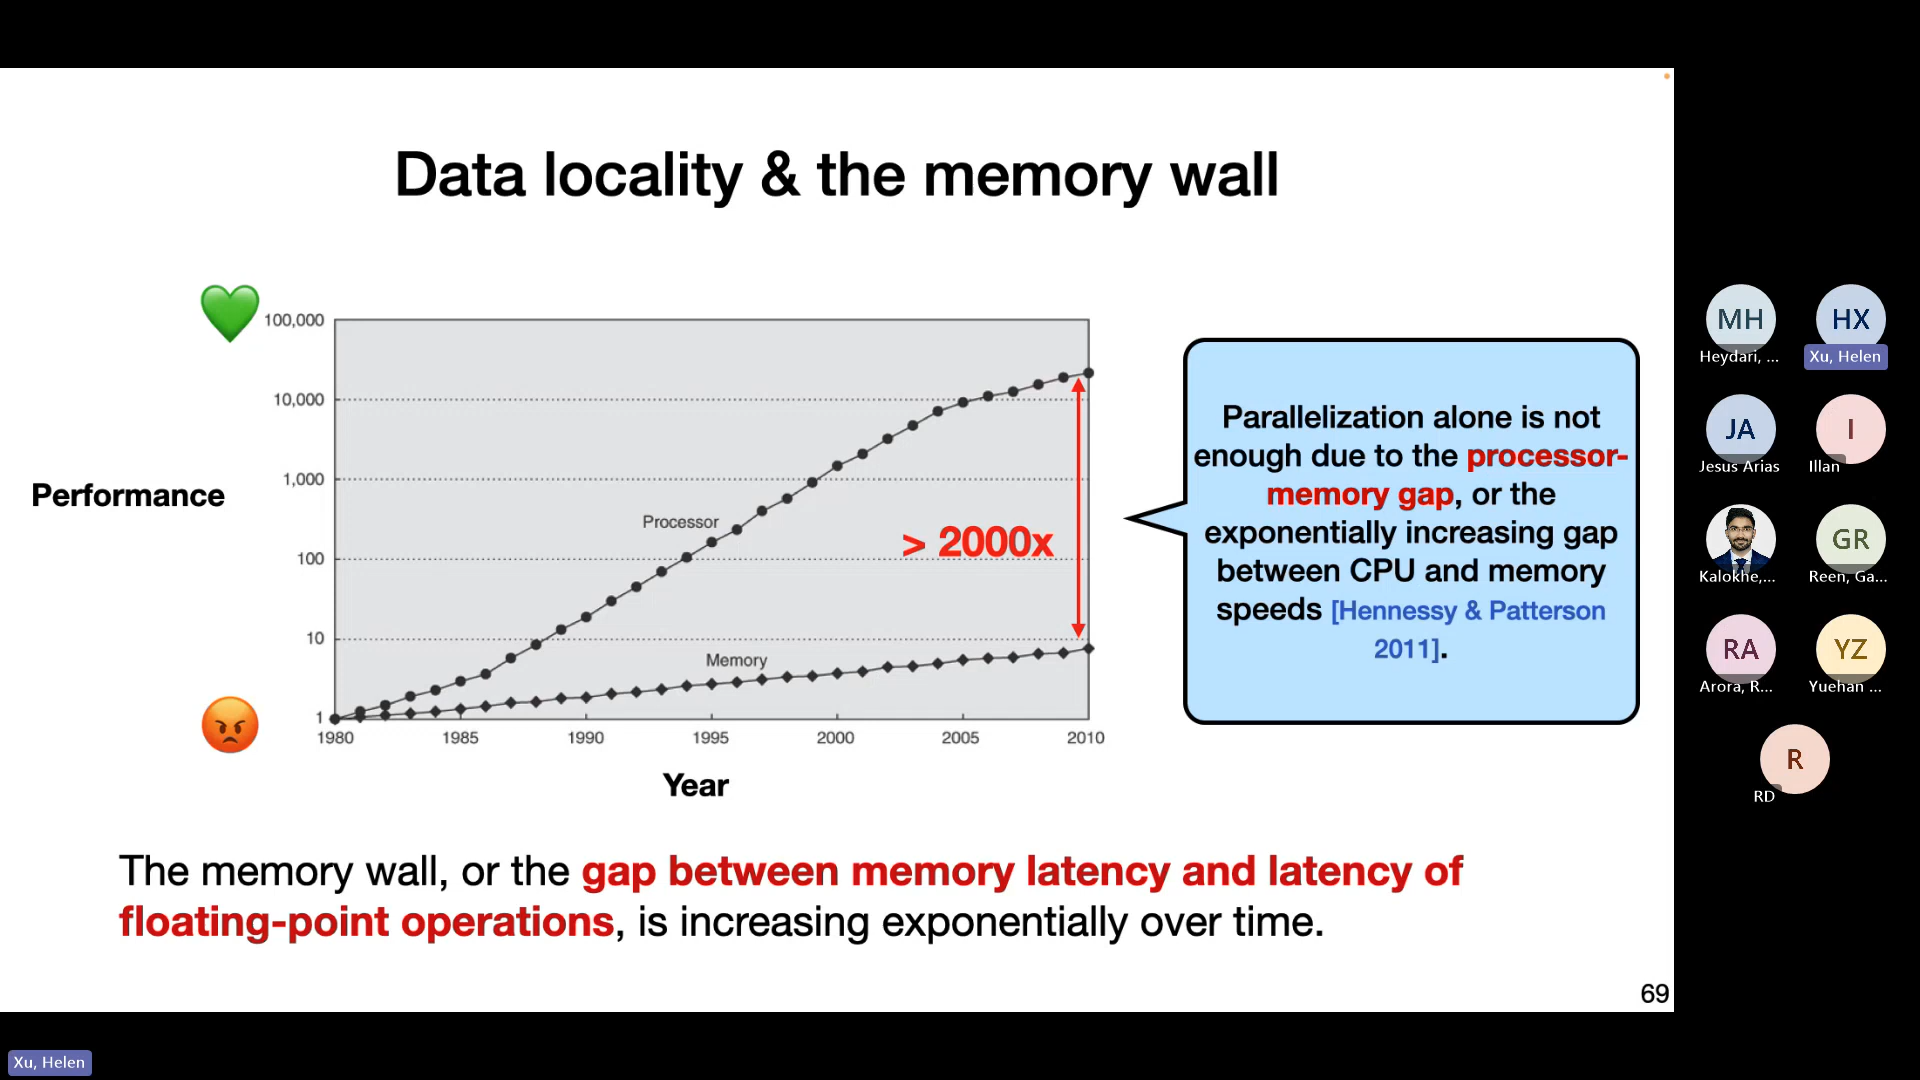 Data locality & the memory wall
100,000
10,000
1,000
100
10
1
Performance
Processor
Memory
> 2000x
1980 1985 1990 1995 2000 2005 2010
Year
Parallelization alone is not
enough due to the processor-
memory gap, or the
exponentially increasing gap
between CPU and memory
speeds [Hennessy & Patterson
2011].
The memory wall, or the gap between memory latency and latency of
floating-point operations, is increasing exponentially over time.
69
MH
Heydari, ...
HX
Xu, Helen
JA
Jesus Arias
I
Illan
Kalokhe,...
GR
Reen, Ga...
RA
Arora, R...
YZ
Yuehan ...
R
RD
Xu, Helen